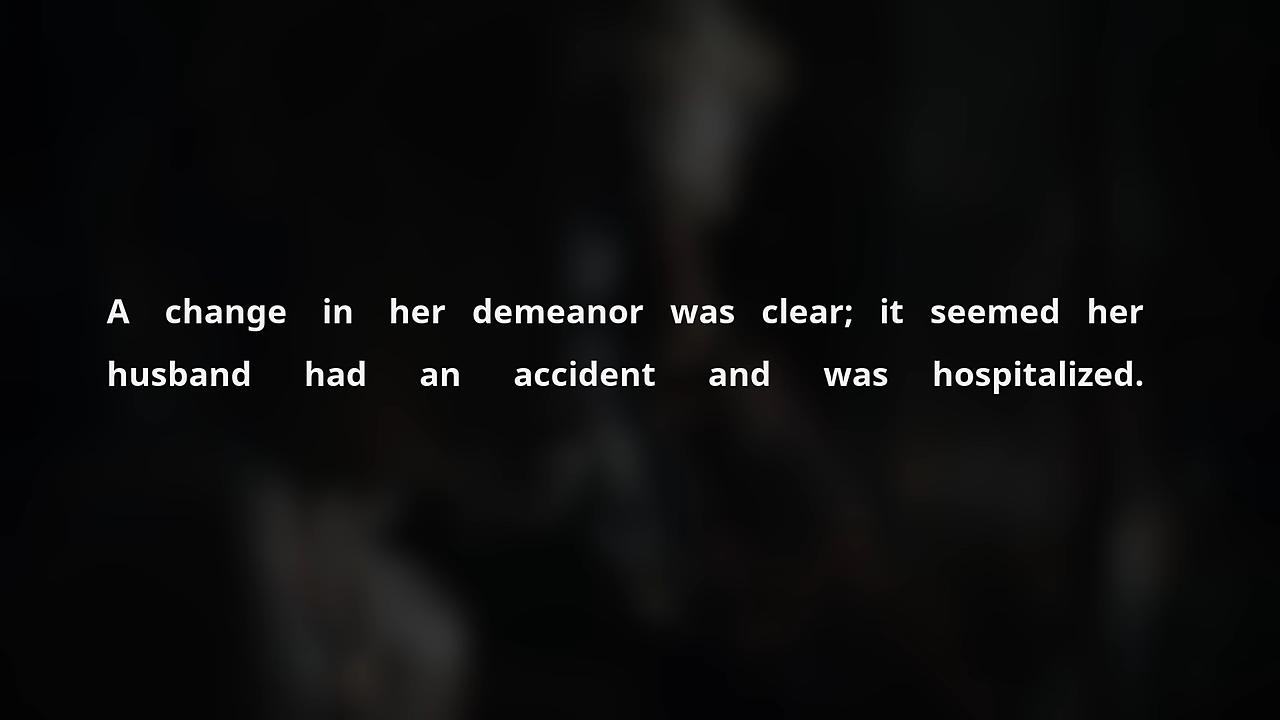 A change in her demeanor was clear; it seemed her
husband had an accident and was hospitalized.